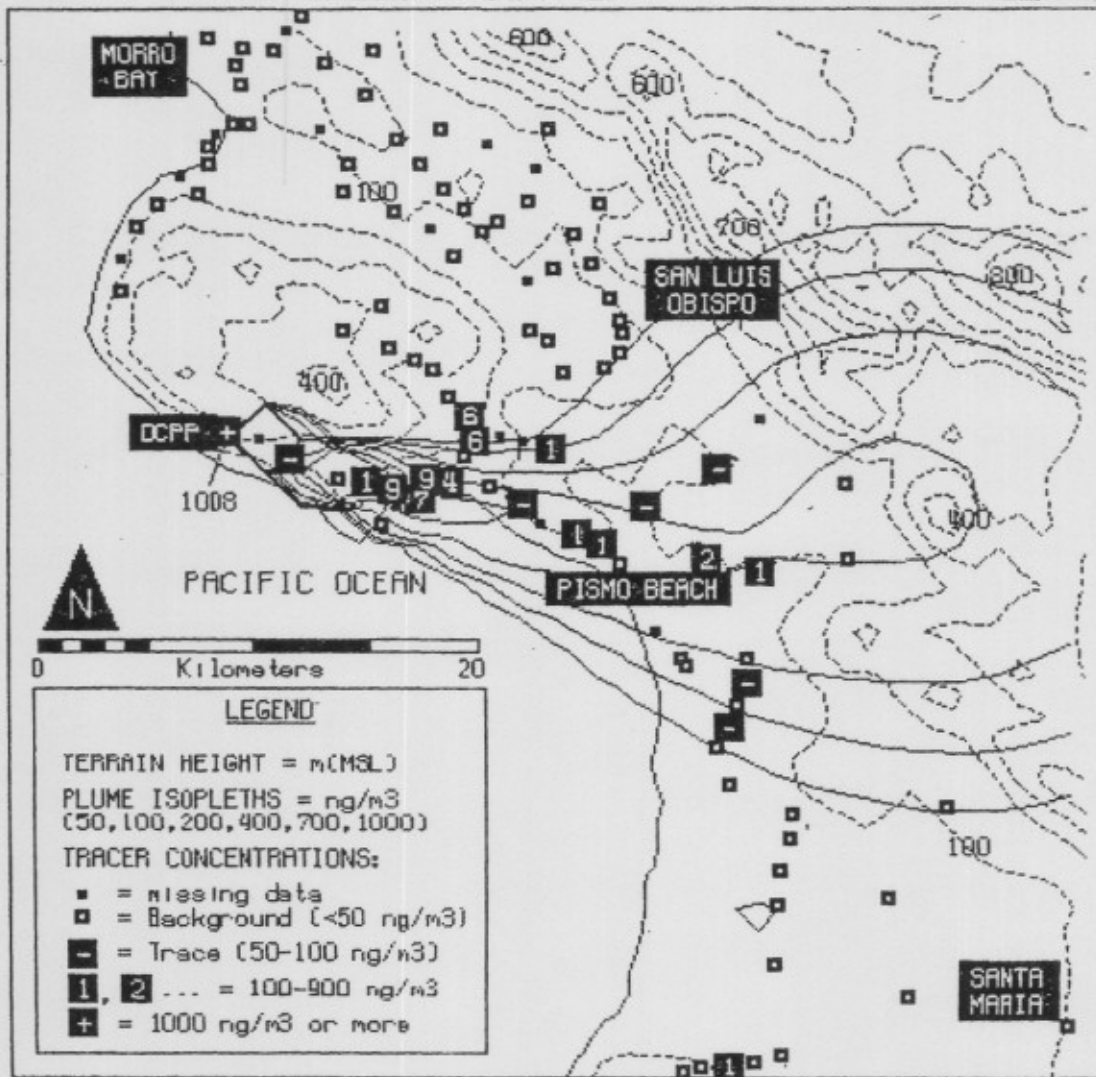 600
MORRO
BAY
600
100
700
SAN LUIS
OBISPO
800
400
6
DCPP +
6
1
-
-
1
9
9
4
7
-
-
1008
400
1
1
2
PACIFIC OCEAN
PISMO BEACH
1
N
0
Kilometers
20
-
-
LEGEND
TERRAIN HEIGHT = m(MSL)
PLUME ISOPLETHS = ng/m3
(50,100,200,400,700,1000)
TRACER CONCENTRATIONS:
= missing data
= Background (<50 ng/m3)
- = Trace (50-100 ng/m3)
1, 2 ... = 100-900 ng/m3
+ = 1000 ng/m3 or more
100
SANTA
MARIA
1